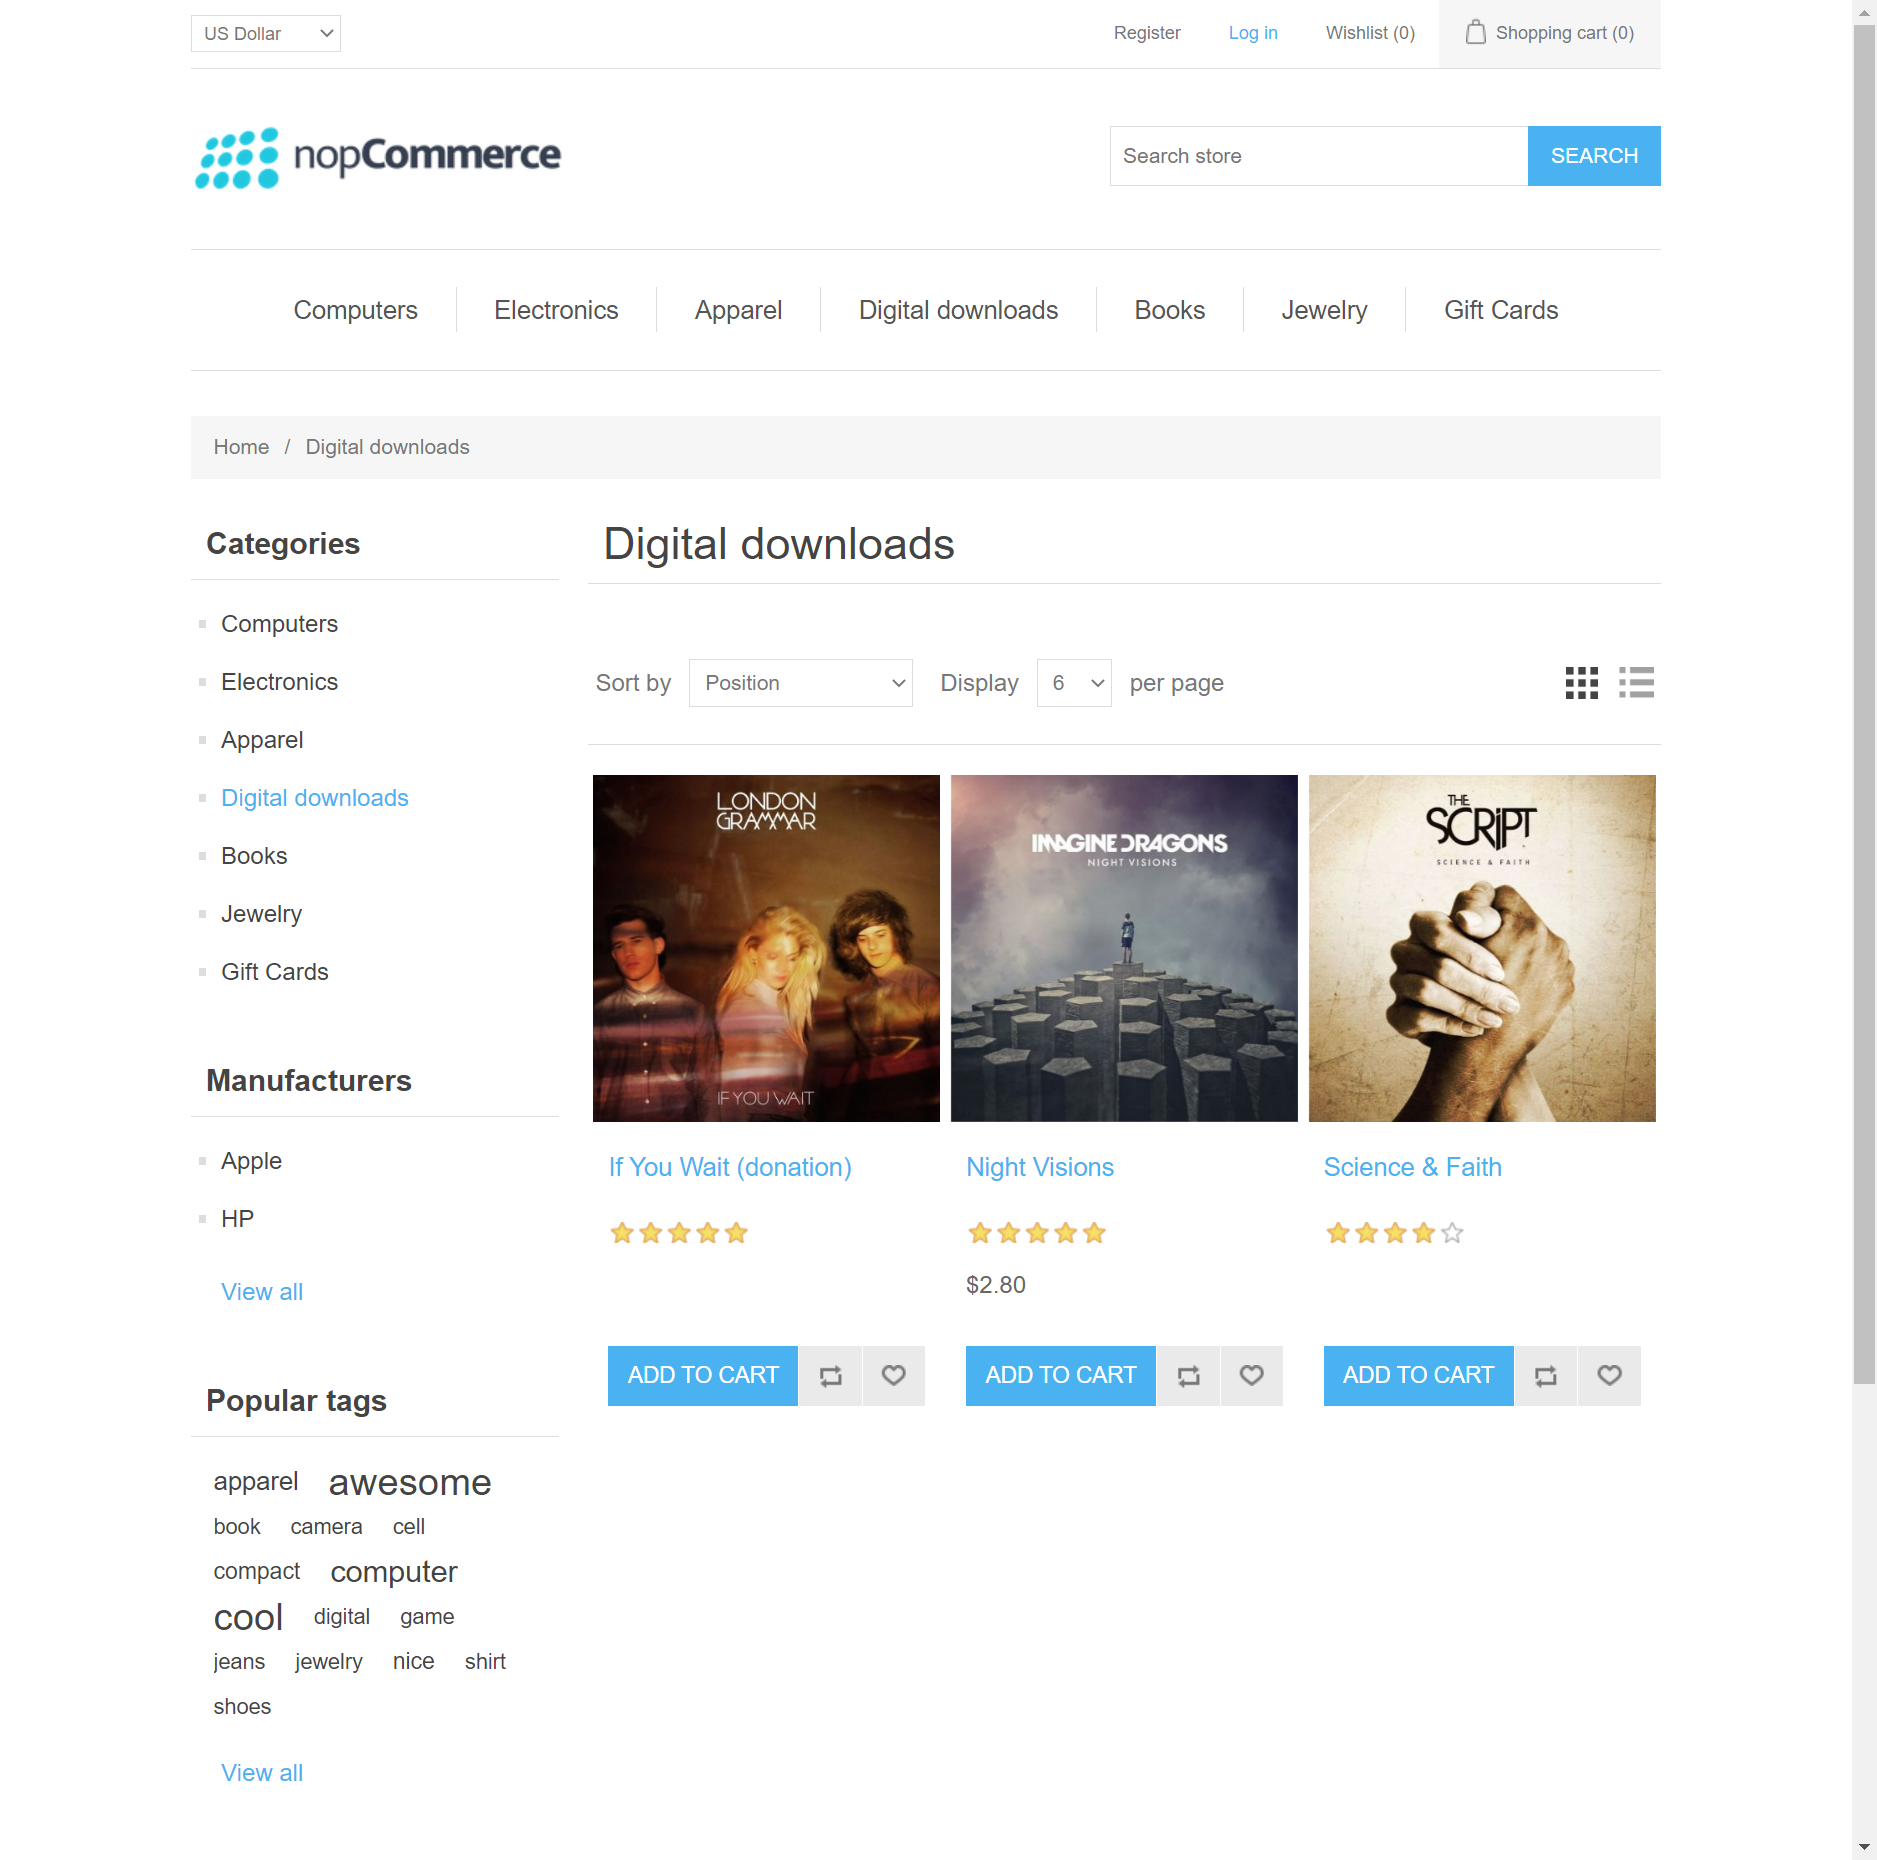 US Dollar
Register Log in Wishlist (0) Shopping cart (0)
nopCommerce
Search store SEARCH
Computers Electronics Apparel Digital downloads Books Jewelry Gift Cards
Home / Digital downloads
Categories
Computers
Electronics
Apparel
Digital downloads
Books
Jewelry
Gift Cards
Manufacturers
Apple
HP
View all
Popular tags
apparel awesome
book camera cell
compact computer
cool digital game
jeans jewelry nice shirt
shoes
View all
Digital downloads
Sort by Position Display 6 per page
LONDON
GRAMMAR
IF YOU WAIT
If You Wait (donation)
ADD TO CART
IMAGINE DRAGONS
NIGHT VISIONS
Night Visions
$2.80
ADD TO CART
THE
SCRIPT
SCIENCE & FAITH
Science & Faith
ADD TO CART